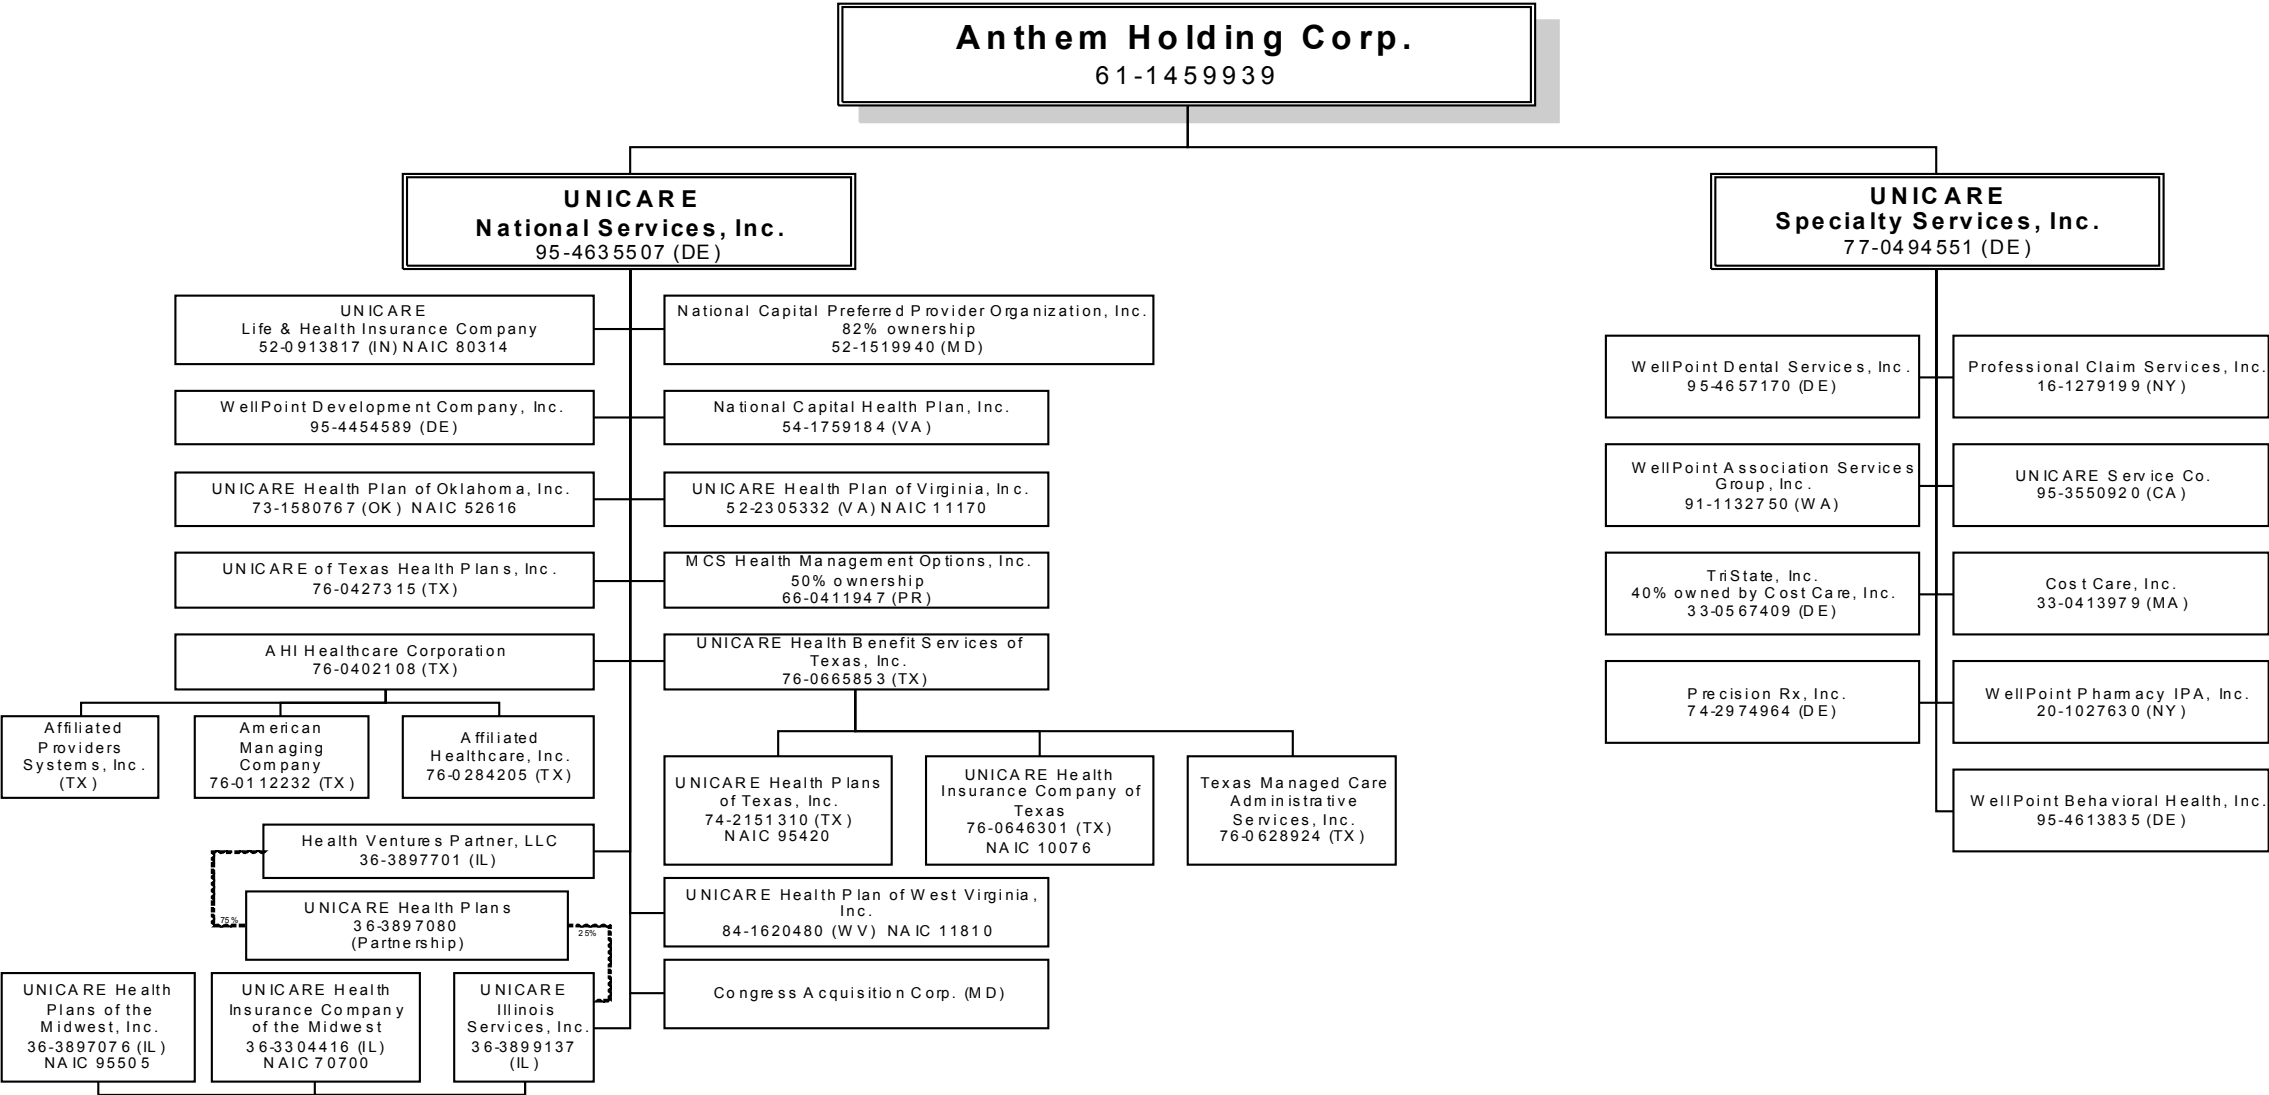 Anthem Holding Corp.
61-1459939
UNICARE
National Services, Inc.
95-4635507 (DE)
UNICARE
Specialty Services, Inc.
77-0494551 (DE)
UNICARE
Life & Health Insurance Company
52-0913817 (IN) NAIC 80314
National Capital Preferred Provider Organization, Inc.
82% ownership
52-1519940 (MD)
WellPoint Development Company, Inc.
95-4454589 (DE)
National Capital Health Plan, Inc.
54-1759184 (VA)
UNICARE Health Plan of Oklahoma, Inc.
73-1580767 (OK) NAIC 52616
UNICARE Health Plan of Virginia, Inc.
52-2305332 (VA) NAIC 11170
UNICARE of Texas Health Plans, Inc.
76-0427315 (TX)
MCS Health Management Options, Inc.
50% ownership
66-0411947 (PR)
AHI Healthcare Corporation
76-0402108 (TX)
UNICARE Health Benefit Services of
Texas, Inc.
76-0665853 (TX)
Affiliated
Providers
Systems, Inc.
(TX)
American
Managing
Company
76-0112232 (TX)
Affiliated
Healthcare, Inc.
76-0284205 (TX)
UNICARE Health Plans
of Texas, Inc.
74-2151310 (TX)
NAIC 95420
UNICARE Health
Insurance Company of
Texas
76-0646301 (TX)
NAIC 10076
Texas Managed Care
Administrative
Services, Inc.
76-0628924 (TX)
Health Ventures Partner, LLC
36-3897701 (IL)
75%
UNICARE Health Plans
36-3897080
(Partnership)
25%
UNICARE Health Plan of West Virginia,
Inc.
84-1620480 (WV) NAIC 11810
UNICARE Health
Plans of the
Midwest, Inc.
36-3897076 (IL)
NAIC 95505
UNICARE Health
Insurance Company
of the Midwest
36-3304416 (IL)
NAIC 70700
UNICARE
Illinois
Services, Inc.
36-3899137
(IL)
Congress Acquisition Corp. (MD)
WellPoint Dental Services, Inc.
95-4657170 (DE)
Professional Claim Services, Inc.
16-1279199 (NY)
WellPoint Association Services
Group, Inc.
91-1132750 (WA)
UNICARE Service Co.
95-3550920 (CA)
TriState, Inc.
40% owned by Cost Care, Inc.
33-0567409 (DE)
Cost Care, Inc.
33-0413979 (MA)
Precision Rx, Inc.
74-2974964 (DE)
WellPoint Pharmacy IPA, Inc.
20-1027630 (NY)
WellPoint Behavioral Health, Inc.
95-4613835 (DE)